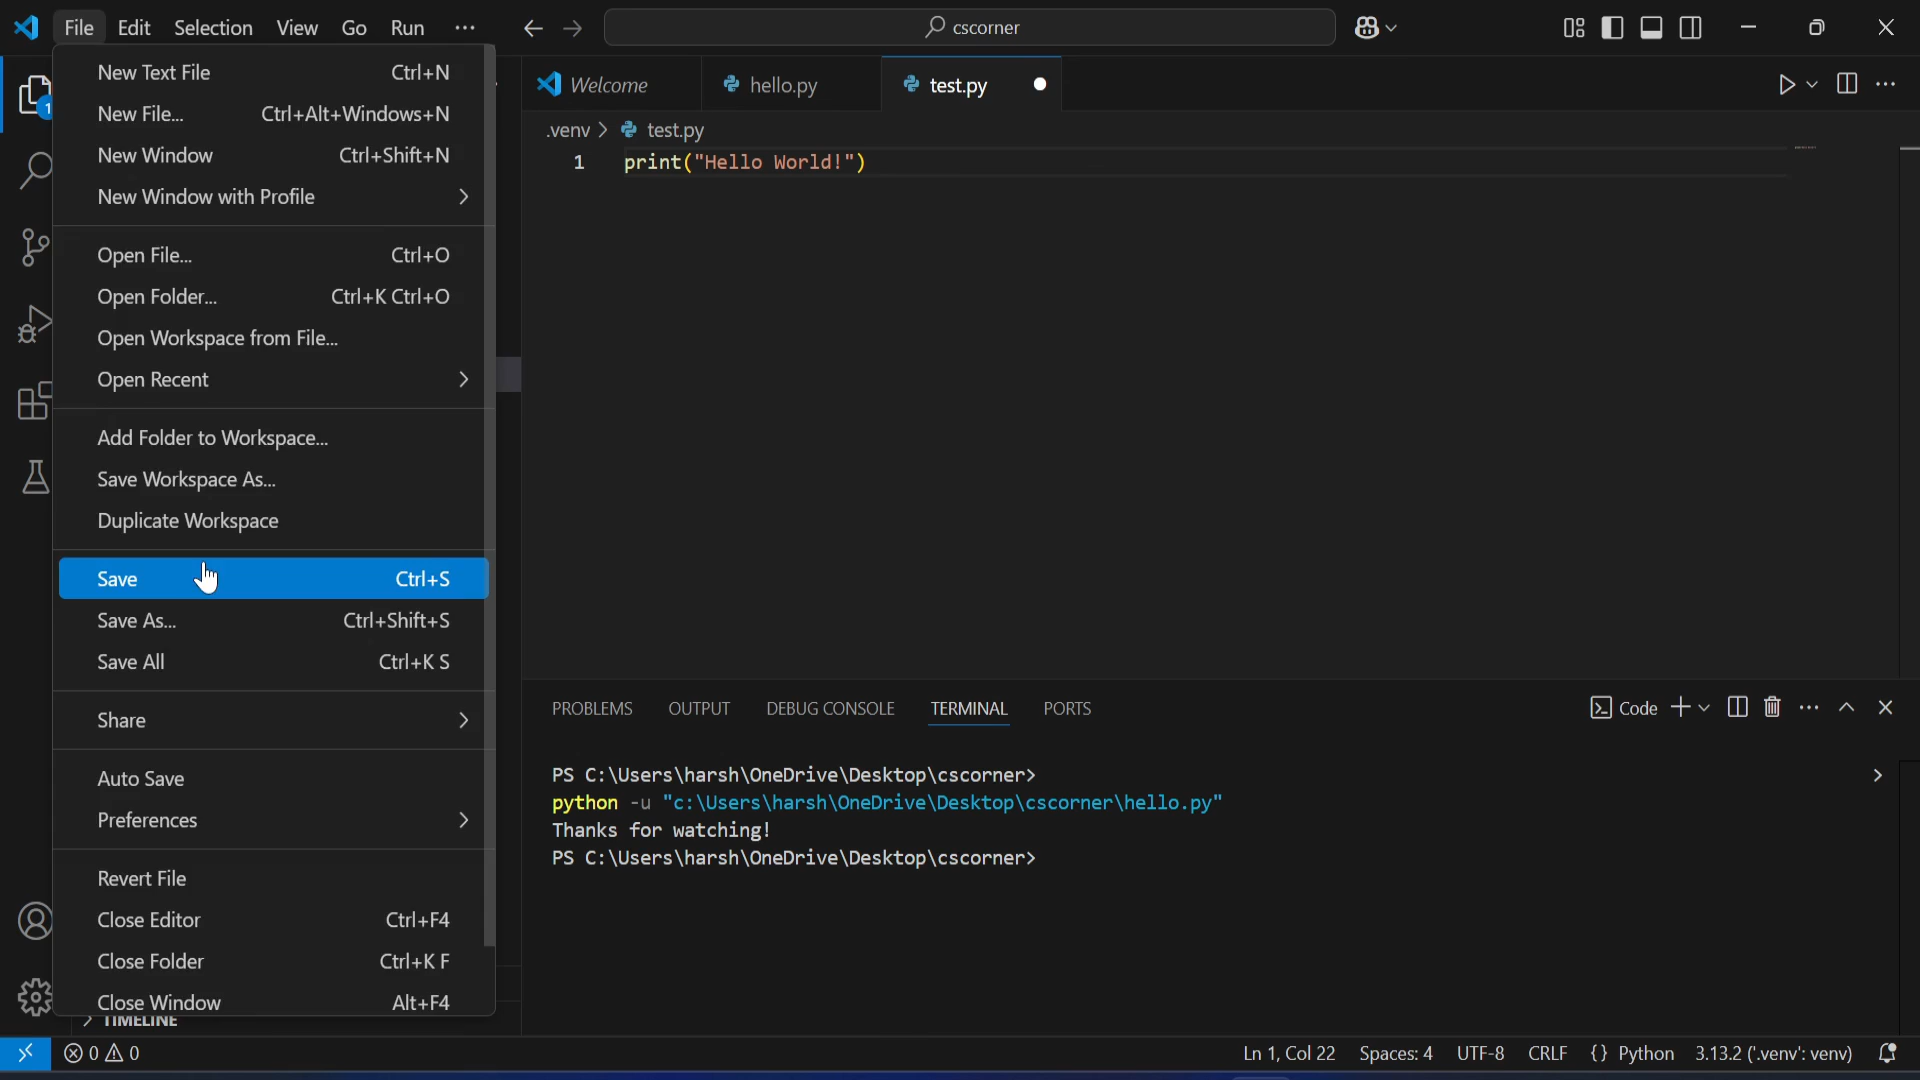 File Edit Selection View Go Run
cscorner
New Text File Ctrl+N
New File... Ctrl+Alt+Windows+N
New Window Ctrl+Shift+N
New Window with Profile
Open File... Ctrl+O
Open Folder... Ctrl+K Ctrl+O
Open Workspace from File...
Open Recent
Add Folder to Workspace...
Save Workspace As...
Duplicate Workspace
Save Ctrl+S
Save As... Ctrl+Shift+S
Save All Ctrl+K S
Share
Auto Save
Preferences
Revert File
Close Editor Ctrl+F4
Close Folder Ctrl+K F
Close Window Alt+F4
TIMELINE
1
Welcome hello.py test.py
.venv > test.py
1 print("Hello World!")
PROBLEMS OUTPUT DEBUG CONSOLE TERMINAL PORTS
Code
PS C:\Users\harsh\OneDrive\Desktop\cscorner>
python -u "c:\Users\harsh\OneDrive\Desktop\cscorner\hello.py"
Thanks for watching!
PS C:\Users\harsh\OneDrive\Desktop\cscorner>
0 0
Ln 1, Col 22 Spaces: 4 UTF-8 CRLF {} Python 3.13.2 ('.venv': venv)